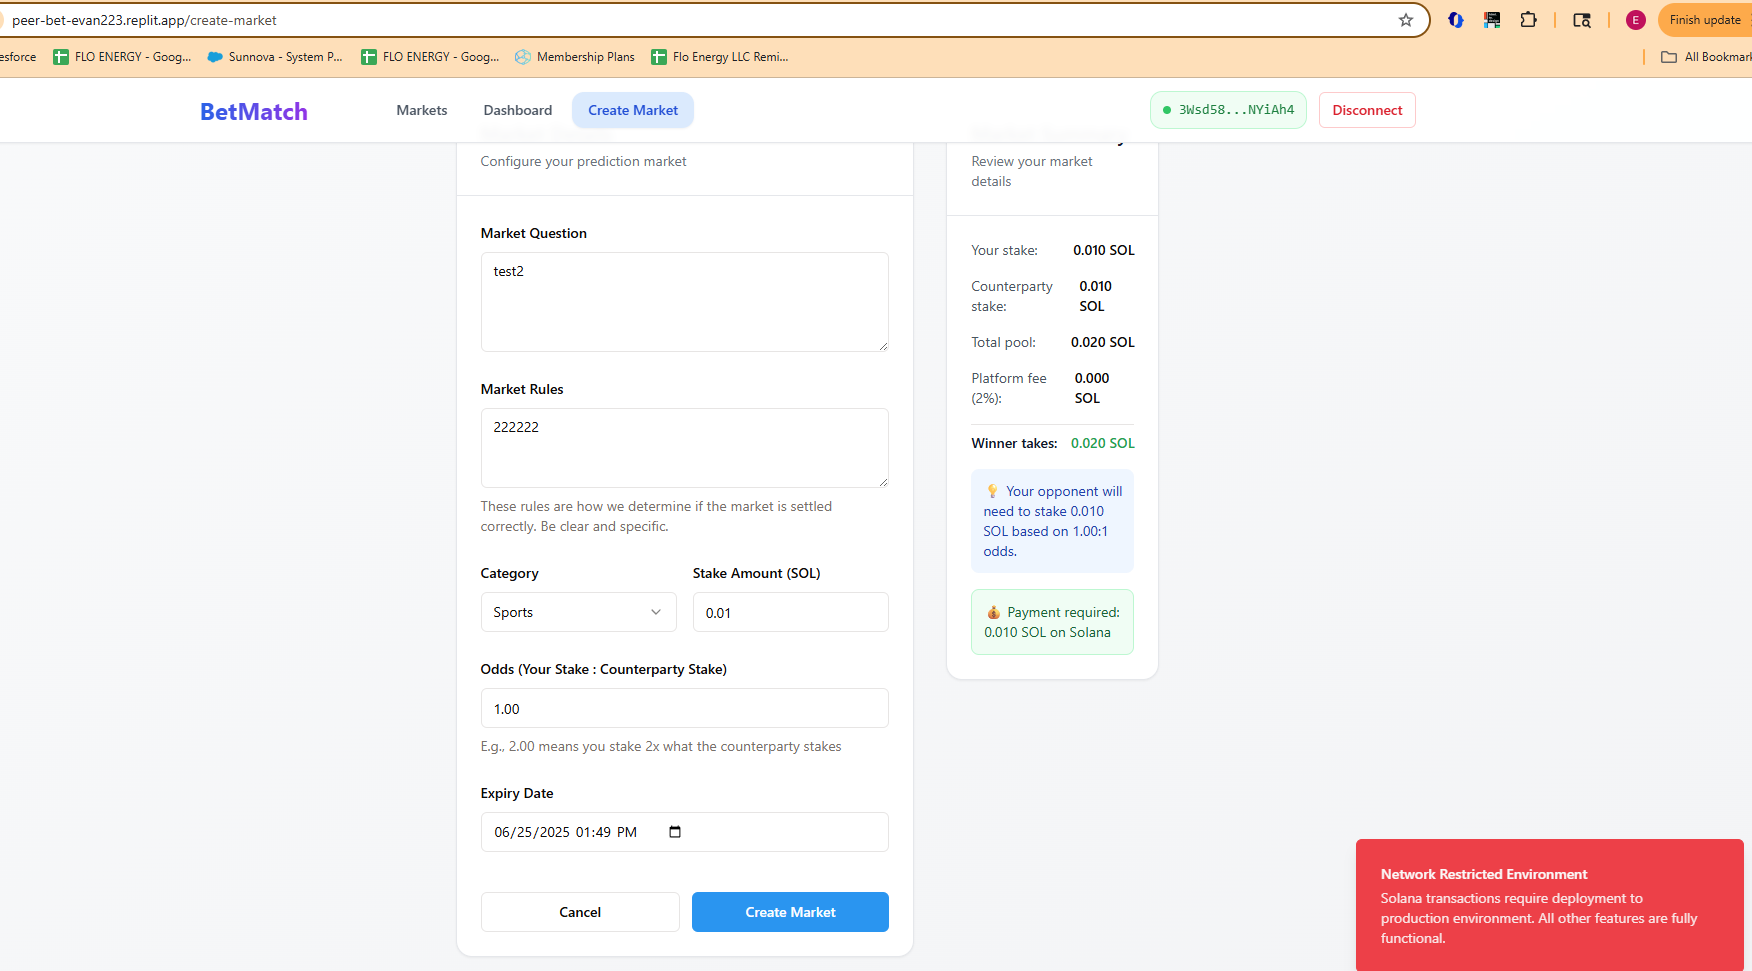 peer-bet-evan223.replit.app/create-market
E
Finish update
esforce
FLO ENERGY - Goog...
Sunnova - System P...
FLO ENERGY - Goog...
Membership Plans
Flo Energy LLC Remi...
All Bookmark
BetMatch
Markets
Dashboard
Create Market
3Wsd58...NYiAh4
Disconnect
Configure your prediction market
Market Question
test2
Market Rules
222222
These rules are how we determine if the market is settled
correctly. Be clear and specific.
Category
Stake Amount (SOL)
Sports
0.01
Odds (Your Stake : Counterparty Stake)
1.00
E.g., 2.00 means you stake 2x what the counterparty stakes
Expiry Date
06/25/2025 01:49 PM
Cancel
Create Market
Review your market
details
Your stake: 0.010 SOL
Counterparty 0.010
stake: SOL
Total pool: 0.020 SOL
Platform fee 0.000
(2%): SOL
Winner takes: 0.020 SOL
Your opponent will
need to stake 0.010
SOL based on 1.00:1
odds.
Payment required:
0.010 SOL on Solana
Network Restricted Environment
Solana transactions require deployment to
production environment. All other features are fully
functional.